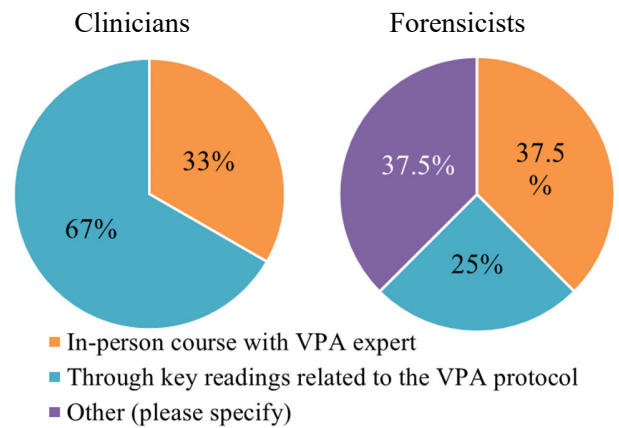 Clinicians
Forensicists
33%
67%
37.5%
37.5
%
25%
In-person course with VPA expert
Through key readings related to the VPA protocol
Other (please specify)